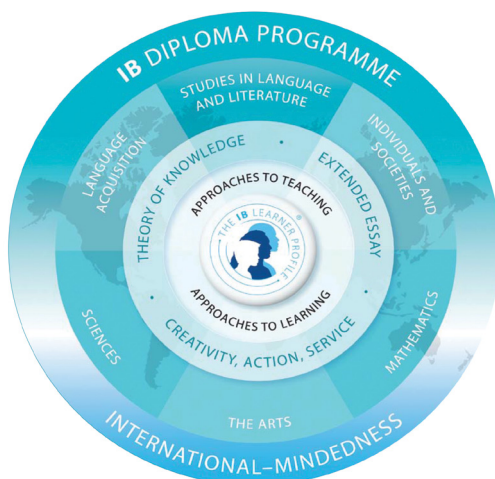 IB DIPLOMA PROGRAMME
STUDIES IN LANGUAGE
AND LITERATURE
LANGUAGE
ACQUISITION
INDIVIDUALS AND
SOCIETIES
THEORY OF KNOWLEDGE
EXTENDED ESSAY
APPROACHES TO TEACHING
THE IB LEARNER PROFILE
®
APPROACHES TO LEARNING
CREATIVITY, ACTION, SERVICE
SCIENCES
MATHEMATICS
THE ARTS
INTERNATIONAL–MINDEDNESS